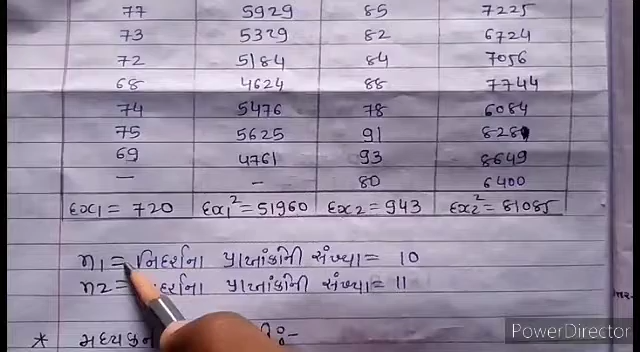 77 5929 85 7225
73 5329 82 6724
72 5184 84 7056
68 4624 88 7744
74 5476 78 6084
75 5625 91 8281
69 4761 93 8649
— — 80 6400
Σx₁ = 720 Σx₁² = 51960 Σx₂ = 943 Σx₂² = 81085
n₁ = નિદર્શના પ્રાપ્તાંકોની સંખ્યા = 10
n₂ = પ્રાપ્તાંકોની સંખ્યા = 11
*
PowerDirector